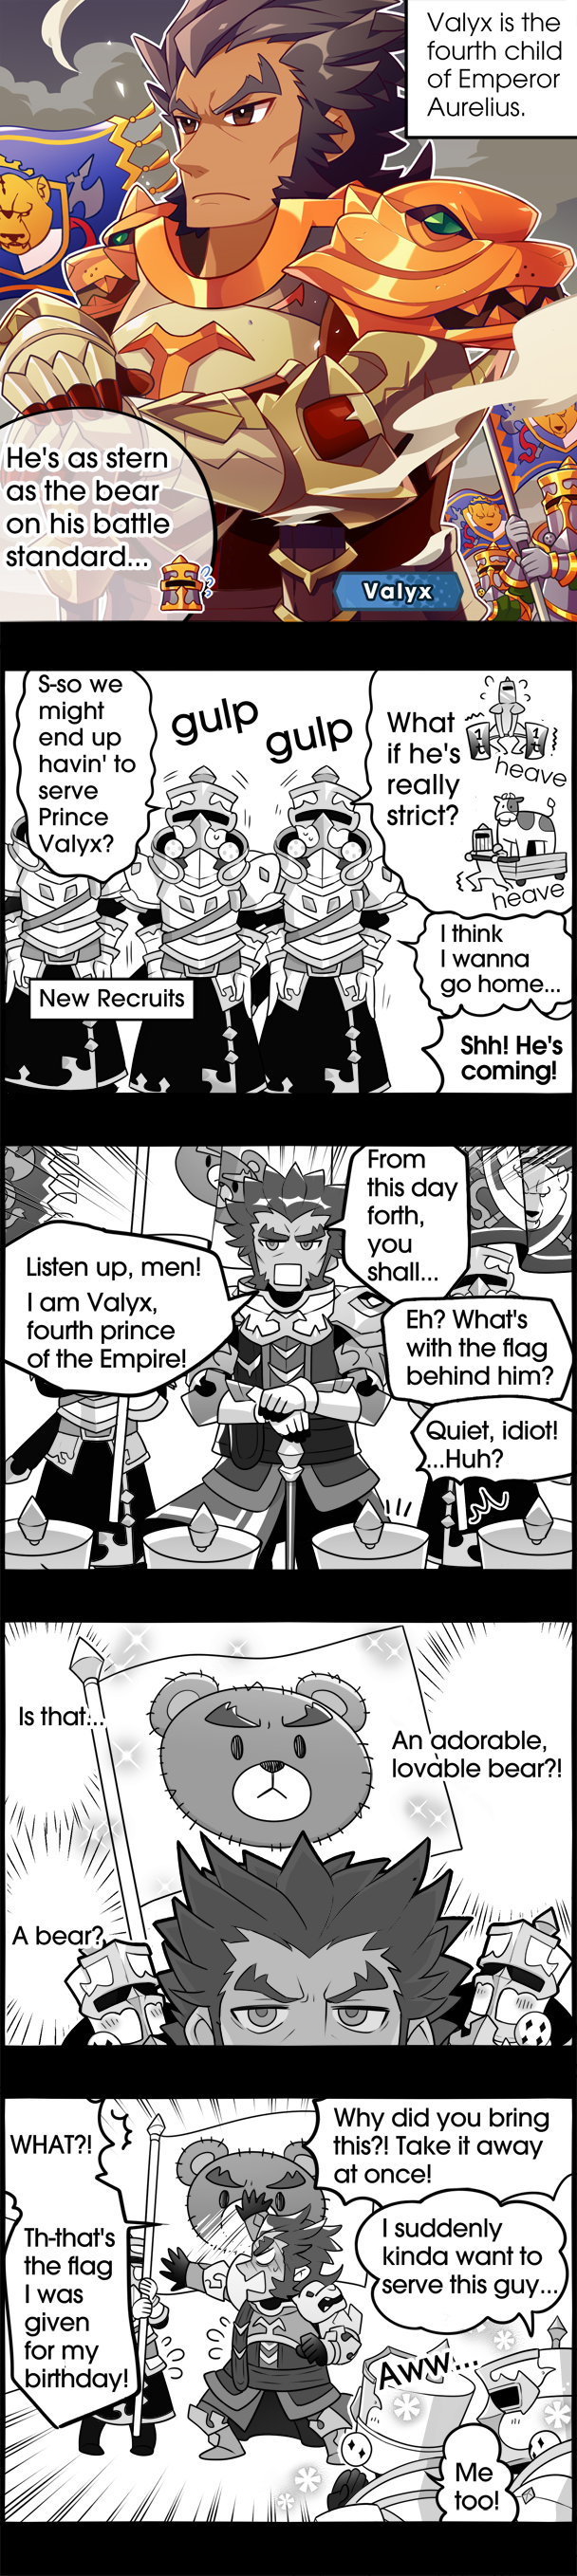 Valyx is the
fourth child
of Emperor
Aurelius.
He's as stern
as the bear
on his battle
standard...
Valyx
S-so we
might
end up
havin' to
serve
Prince
Valyx?
gulp
gulp
What
if he's
really
strict?
1
1
heave
heave
I think
I wanna
go home...
New Recruits
Shh! He's
coming!
Listen up, men!
I am Valyx,
fourth prince
of the Empire!
From
this day
forth,
you
shall...
Eh? What's
with the flag
behind him?
Quiet, idiot!
...Huh?
Is that...
An adorable,
lovable bear?!
A bear?
WHAT?!
Why did you bring
this?! Take it away
at once!
Th-that's
the flag
I was
given
for my
birthday!
I suddenly
kinda want to
serve this guy...
Aww...
Me
too!